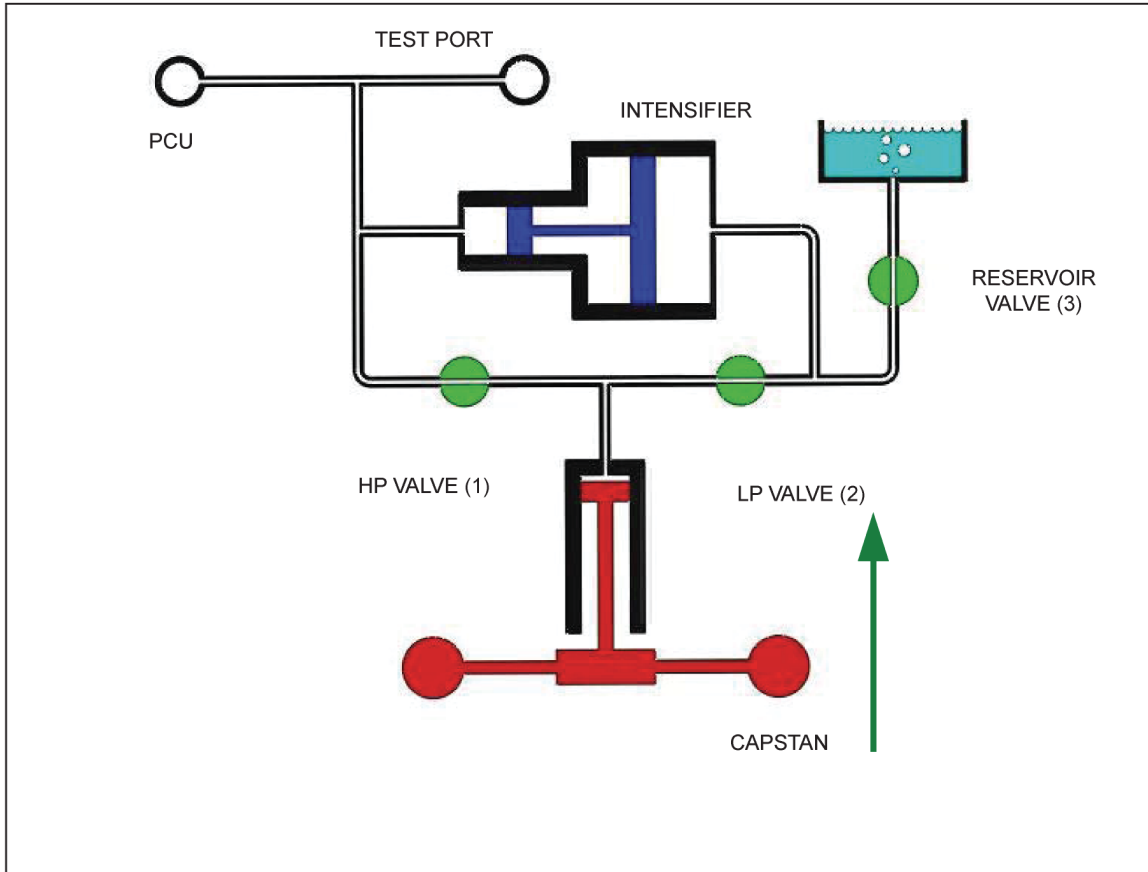 TEST PORT
PCU
INTENSIFIER
RESERVOIR
VALVE (3)
HP VALVE (1)
LP VALVE (2)
CAPSTAN